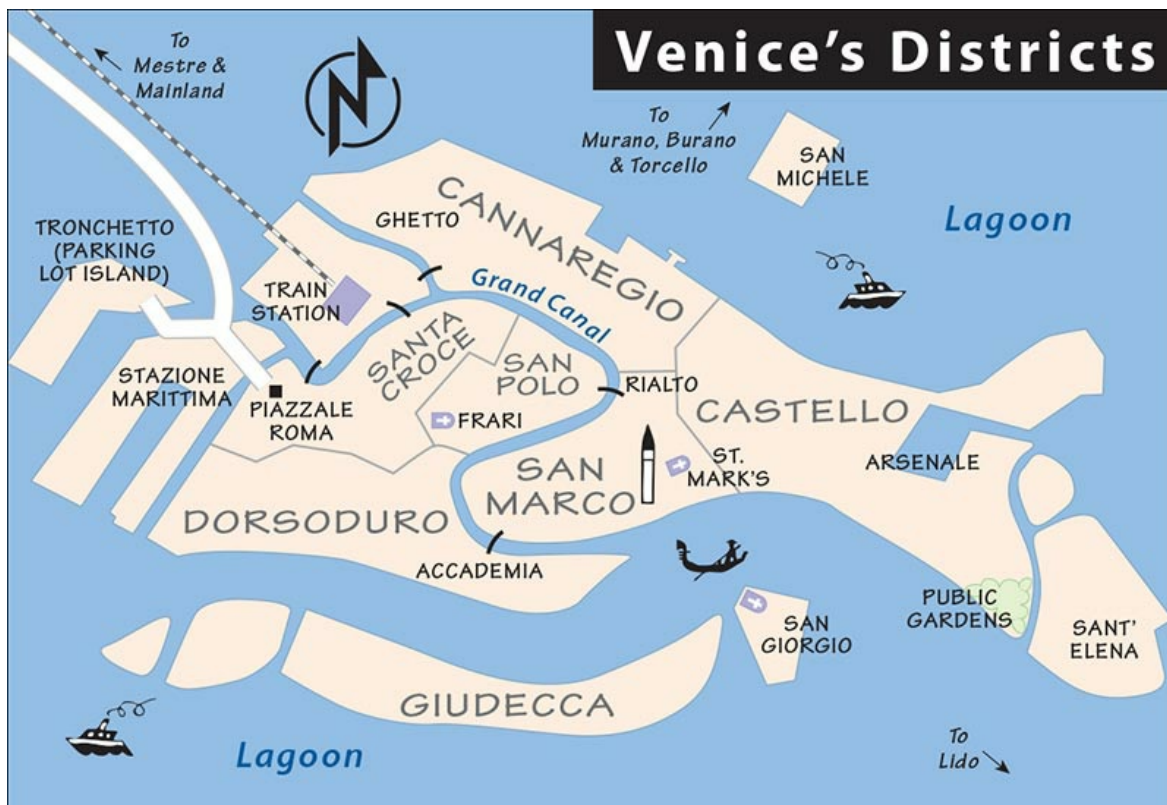 Venice's Districts
To
Mestre &
Mainland
N
To
Murano, Burano
& Torcello
SAN
MICHELE
Lagoon
TRONCHETTO
(PARKING
LOT ISLAND)
GHETTO
CANNAREGIO
TRAIN
STATION
Grand Canal
SANTA
CROCE
SAN
POLO
RIALTO
STAZIONE
MARITTIMA
PIAZZALE
ROMA
FRARI
CASTELLO
ARSENALE
SAN
MARCO
ST.
MARK'S
DORSODURO
ACCADEMIA
PUBLIC
GARDENS
SAN
GIORGIO
SANT'
ELENA
GIUDECCA
Lagoon
To
Lido